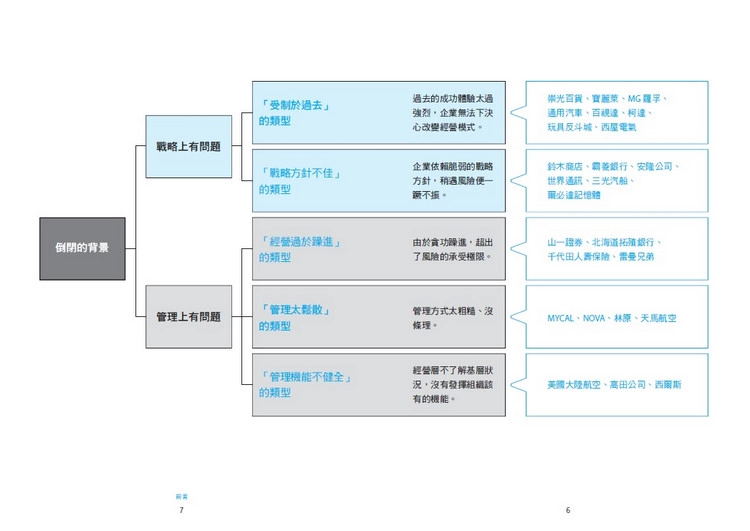 倒閉的背景
戰略上有問題
「受制於過去」
的類型
過去的成功體驗太過
強烈，企業無法下決
心改變經營模式。
崇光百貨、寶麗萊、MG 羅孚、
通用汽車、百視達、柯達、
玩具反斗城、西屋電氣
「戰略方針不佳」
的類型
企業依賴脆弱的戰略
方針，稍遇風險便一
蹶不振。
鈴木商店、霸菱銀行、安隆公司、
世界通訊、三光汽船、
爾必達記憶體
管理上有問題
「經營過於躁進」
的類型
由於貪功躁進，超出
了風險的承受極限。
山一證券、北海道拓殖銀行、
千代田人壽保險、雷曼兄弟
「管理太鬆散」
的類型
管理方式太粗糙、沒
條理。
MYCAL、NOVA、林原、天馬航空
「管理機能不健全」
的類型
經營層不了解基層狀
況，沒有發揮組織該
有的機能。
美國大陸航空、高田公司、西爾斯
前言
7
6